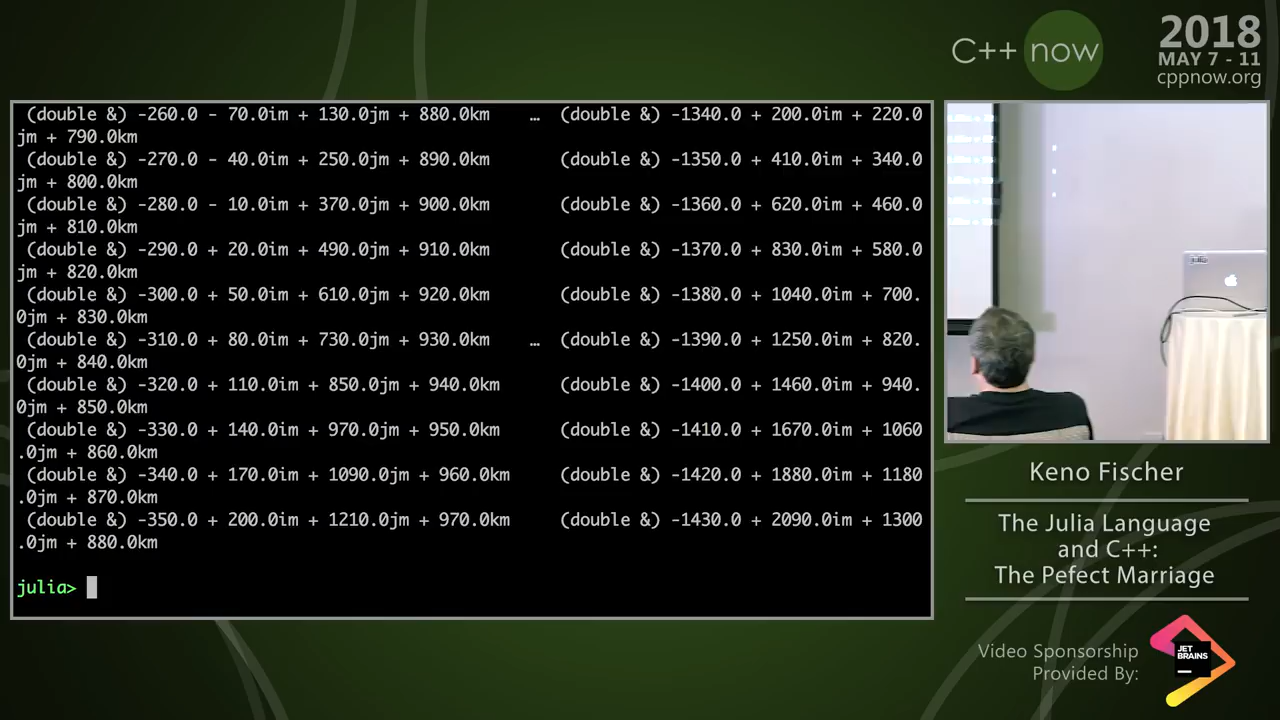 C++ now
2018
MAY 7 - 11
cppnow.org
(double &) -260.0 - 70.0im + 130.0jm + 880.0km … (double &) -1340.0 + 200.0im + 220.0
jm + 790.0km
(double &) -270.0 - 40.0im + 250.0jm + 890.0km (double &) -1350.0 + 410.0im + 340.0
jm + 800.0km
(double &) -280.0 - 10.0im + 370.0jm + 900.0km (double &) -1360.0 + 620.0im + 460.0
jm + 810.0km
(double &) -290.0 + 20.0im + 490.0jm + 910.0km (double &) -1370.0 + 830.0im + 580.0
jm + 820.0km
(double &) -300.0 + 50.0im + 610.0jm + 920.0km (double &) -1380.0 + 1040.0im + 700.
0jm + 830.0km
(double &) -310.0 + 80.0im + 730.0jm + 930.0km … (double &) -1390.0 + 1250.0im + 820.
0jm + 840.0km
(double &) -320.0 + 110.0im + 850.0jm + 940.0km (double &) -1400.0 + 1460.0im + 940.
0jm + 850.0km
(double &) -330.0 + 140.0im + 970.0jm + 950.0km (double &) -1410.0 + 1670.0im + 1060
.0jm + 860.0km
(double &) -340.0 + 170.0im + 1090.0jm + 960.0km (double &) -1420.0 + 1880.0im + 1180
.0jm + 870.0km
(double &) -350.0 + 200.0im + 1210.0jm + 970.0km (double &) -1430.0 + 2090.0im + 1300
.0jm + 880.0km
julia>
julia
Keno Fischer
The Julia Language
and C++:
The Pefect Marriage
Video Sponsorship
Provided By:
JET
BRAINS